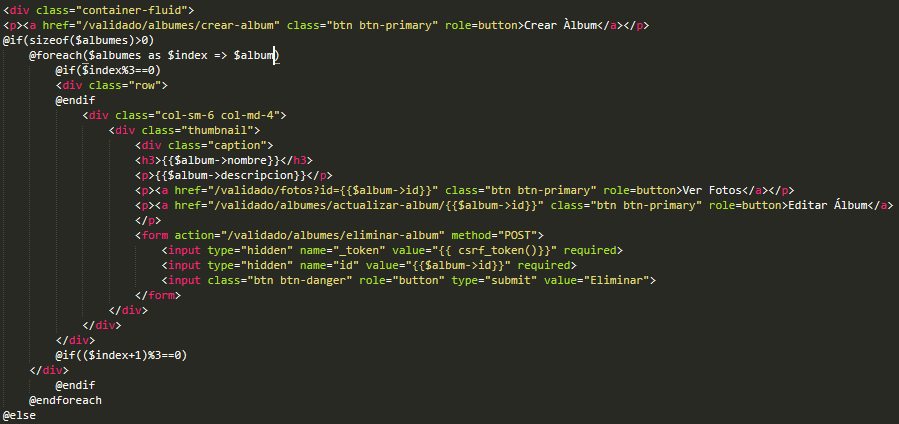 <div class="container-fluid">
<p><a href="/validado/albumes/crear-album" class="btn btn-primary" role=button>Crear Àlbum</a></p>
@if(sizeof($albumes)>0)
@foreach($albumes as $index => $album)
@if($index%3==0)
<div class="row">
@endif
<div class="col-sm-6 col-md-4">
<div class="thumbnail">
<div class="caption">
<h3>{{$album->nombre}}</h3>
<p>{{$album->descripcion}}</p>
<p><a href="/validado/fotos?id={{$album->id}}" class="btn btn-primary" role=button>Ver Fotos</a></p>
<p><a href="/validado/albumes/actualizar-album/{{$album->id}}" class="btn btn-primary" role=button>Editar Álbum</a>
</p>
<form action="/validado/albumes/eliminar-album" method="POST">
<input type="hidden" name="_token" value="{{ csrf_token()}}" required>
<input type="hidden" name="id" value="{{$album->id}}" required>
<input class="btn btn-danger" role="button" type="submit" value="Eliminar">
</form>
</div>
</div>
</div>
@if(($index+1)%3==0)
</div>
@endif
@endforeach
@else